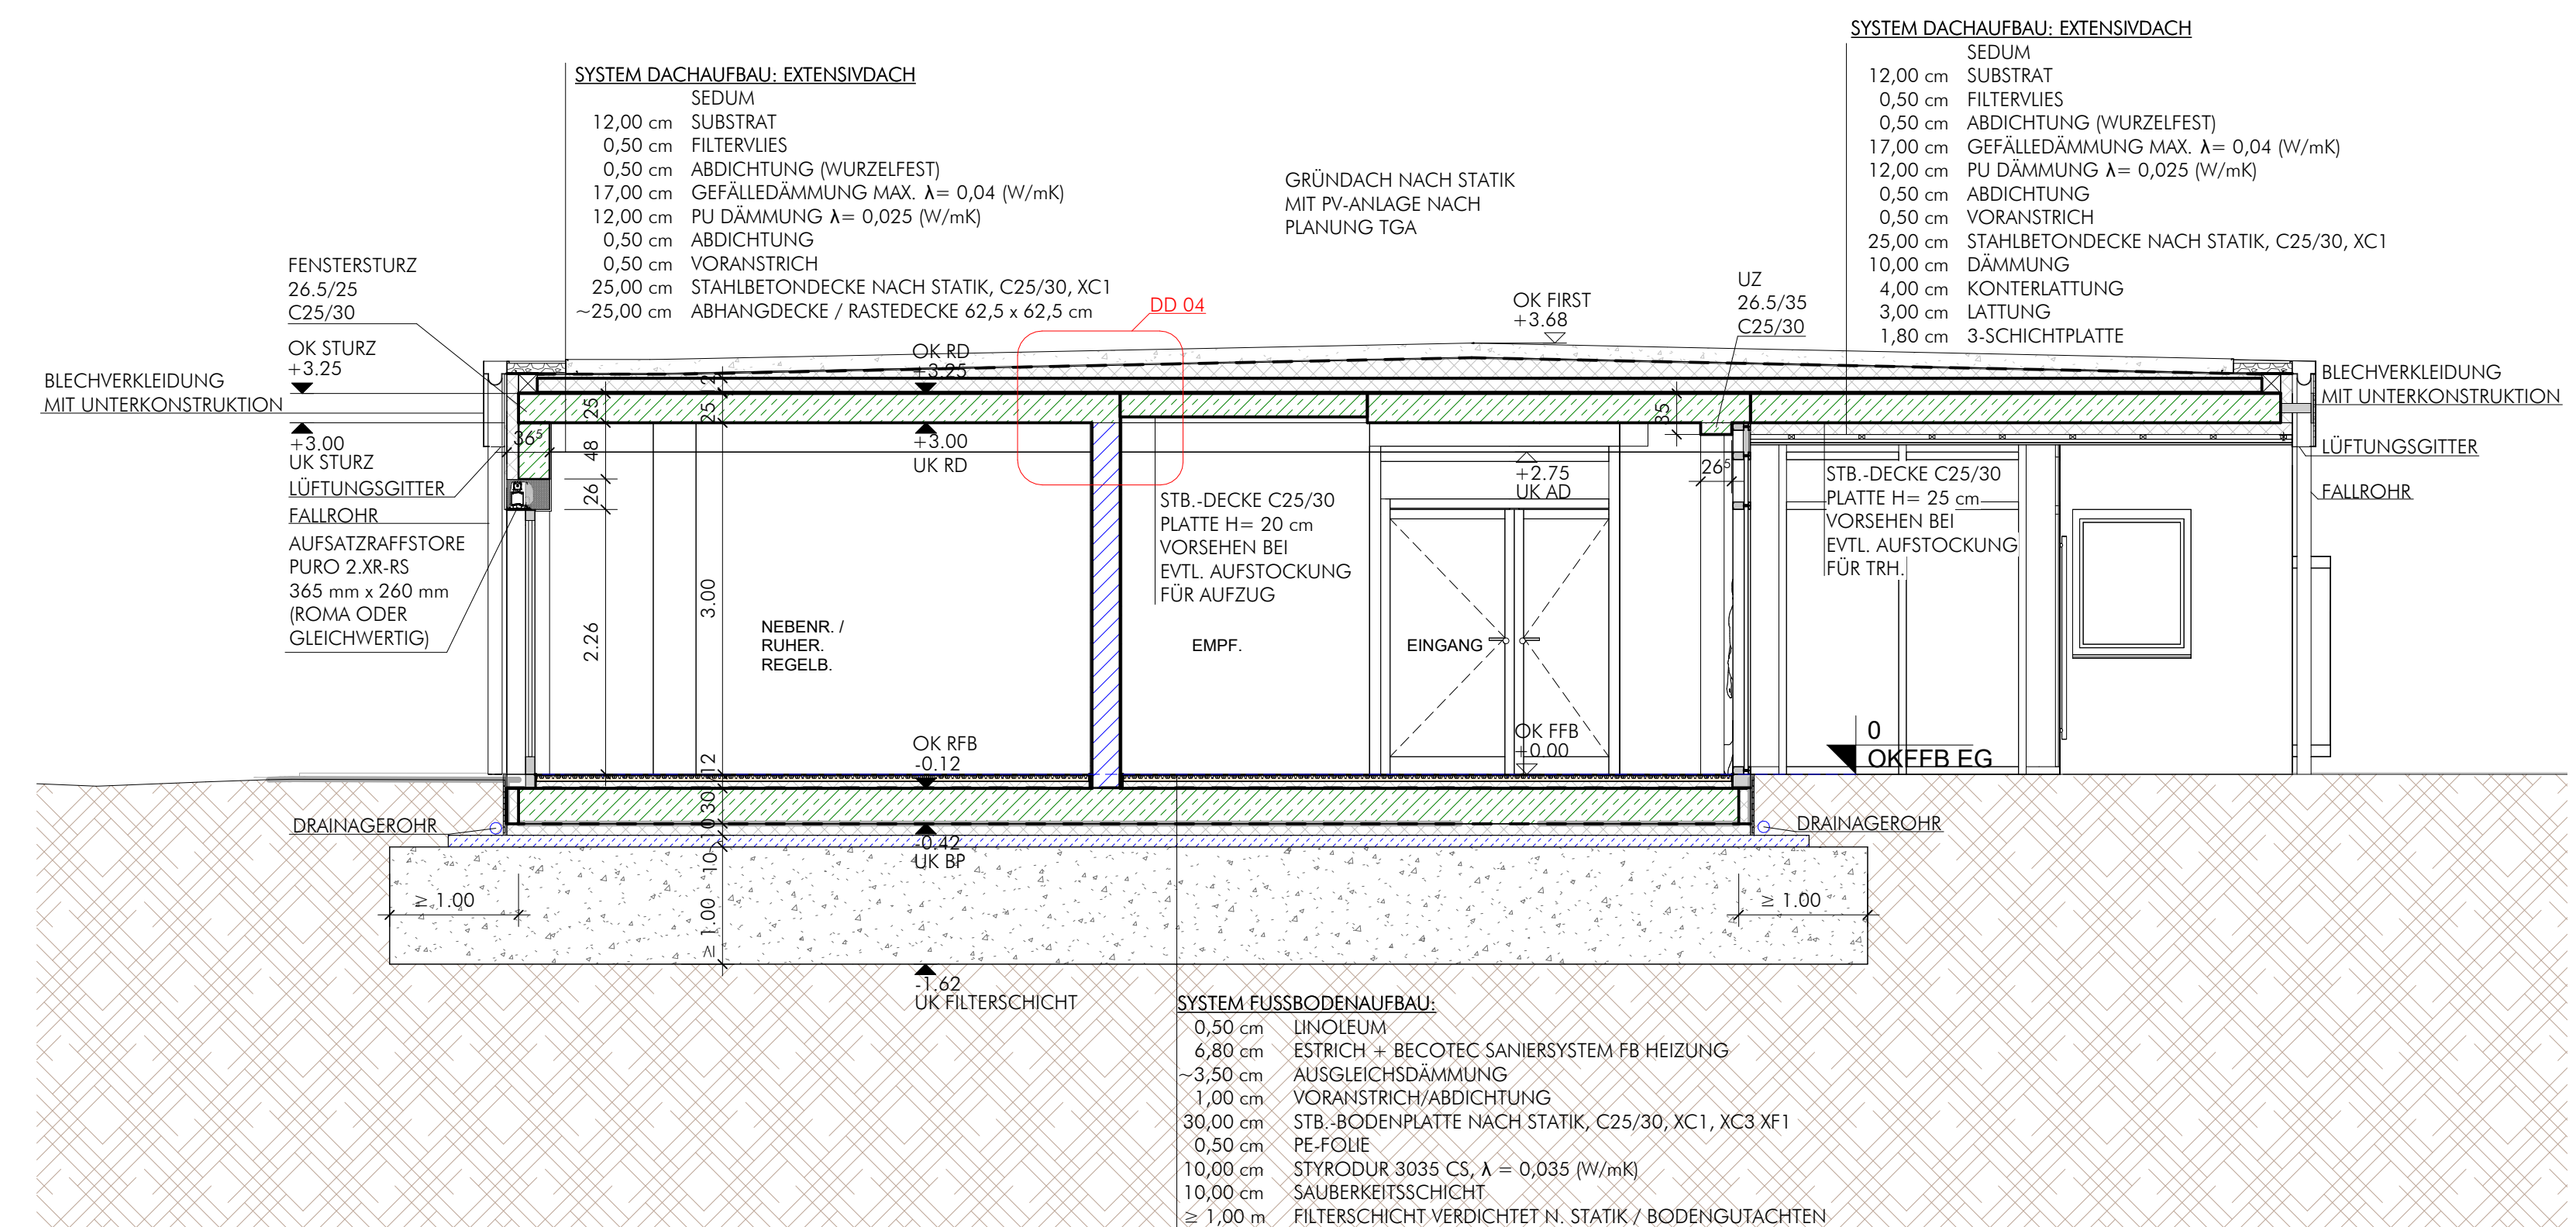 SYSTEM DACHAUFBAU: EXTENSIVDACH
SEDUM
12,00 cm SUBSTRAT
0,50 cm FILTERVLIES
0,50 cm ABDICHTUNG (WURZELFEST)
17,00 cm GEFÄLLEDÄMMUNG MAX. λ= 0,04 (W/mK)
12,00 cm PU DÄMMUNG λ= 0,025 (W/mK)
0,50 cm ABDICHTUNG
0,50 cm VORANSTRICH
25,00 cm STAHLBETONDECKE NACH STATIK, C25/30, XC1
~25,00 cm ABHANGDECKE / RASTEDECKE 62,5 x 62,5 cm
GRÜNDACH NACH STATIK
MIT PV-ANLAGE NACH
PLANUNG TGA
SYSTEM DACHAUFBAU: EXTENSIVDACH
SEDUM
12,00 cm SUBSTRAT
0,50 cm FILTERVLIES
0,50 cm ABDICHTUNG (WURZELFEST)
17,00 cm GEFÄLLEDÄMMUNG MAX. λ= 0,04 (W/mK)
12,00 cm PU DÄMMUNG λ= 0,025 (W/mK)
0,50 cm ABDICHTUNG
0,50 cm VORANSTRICH
25,00 cm STAHLBETONDECKE NACH STATIK, C25/30, XC1
10,00 cm DÄMMUNG
4,00 cm KONTERLATTUNG
3,00 cm LATTUNG
1,80 cm 3-SCHICHTPLATTE
FENSTERSTURZ
26.5/25
C25/30
OK STURZ
+3.25
BLECHVERKLEIDUNG
MIT UNTERKONSTRUKTION
+3.00
UK STURZ
LÜFTUNGSGITTER
FALLROHR
AUFSATZRAFFSTORE
PURO 2.XR-RS
365 mm x 260 mm
(ROMA ODER
GLEICHWERTIG)
DD 04
OK FIRST
+3.68
UZ
26.5/35
C25/30
OK RD
+3.25
+3.00
UK RD
25
25
36⁵
48
26
2.26
3.00
12
30
10
≥ 1.00
35
26⁵
+2.75
UK AD
STB.-DECKE C25/30
PLATTE H= 20 cm
VORSEHEN BEI
EVTL. AUFSTOCKUNG
FÜR AUFZUG
STB.-DECKE C25/30
PLATTE H= 25 cm
VORSEHEN BEI
EVTL. AUFSTOCKUNG
FÜR TRH.
BLECHVERKLEIDUNG
MIT UNTERKONSTRUKTION
LÜFTUNGSGITTER
FALLROHR
NEBENR. /
RUHER.
REGELB.
EMPF.
EINGANG
OK RFB
-0.12
OK FFB
+0.00
0
OKFFB EG
DRAINAGEROHR
DRAINAGEROHR
-0.42
UK BP
≥ 1.00
≥ 1.00
-1.62
UK FILTERSCHICHT
SYSTEM FUSSBODENAUFBAU:
0,50 cm LINOLEUM
6,80 cm ESTRICH + BECOTEC SANIERSYSTEM FB HEIZUNG
~3,50 cm AUSGLEICHSDÄMMUNG
1,00 cm VORANSTRICH/ABDICHTUNG
30,00 cm STB.-BODENPLATTE NACH STATIK, C25/30, XC1, XC3 XF1
0,50 cm PE-FOLIE
10,00 cm STYRODUR 3035 CS, λ = 0,035 (W/mK)
10,00 cm SAUBERKEITSSCHICHT
≥ 1,00 m FILTERSCHICHT VERDICHTET N. STATIK / BODENGUTACHTEN